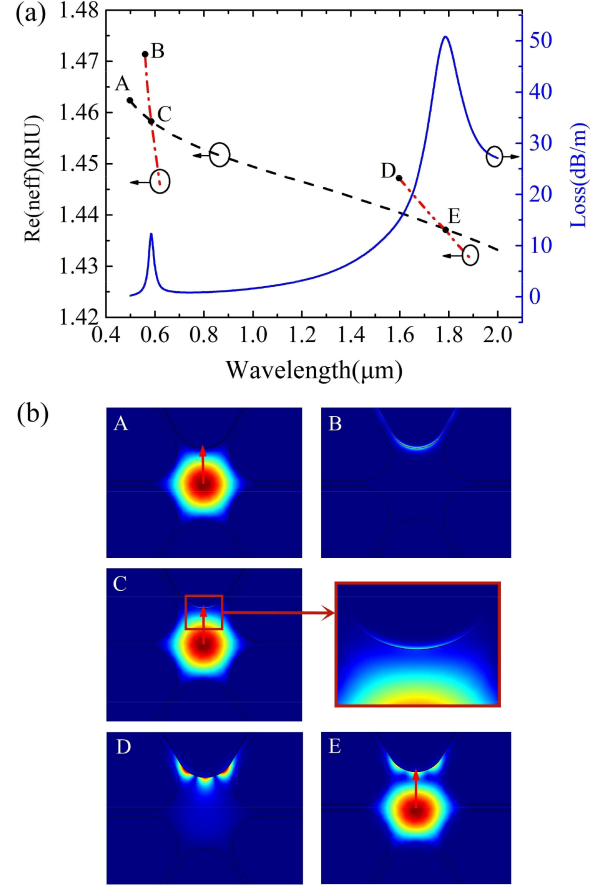 (a)
1.48
1.47
1.46
1.45
1.44
1.43
1.42
Re(neff)(RIU)
A
B
C
D
E
50
40
30
20
10
0
Loss(dB/m)
0.4 0.6 0.8 1.0 1.2 1.4 1.6 1.8 2.0
Wavelength(μm)
(b)
A
B
C
D
E